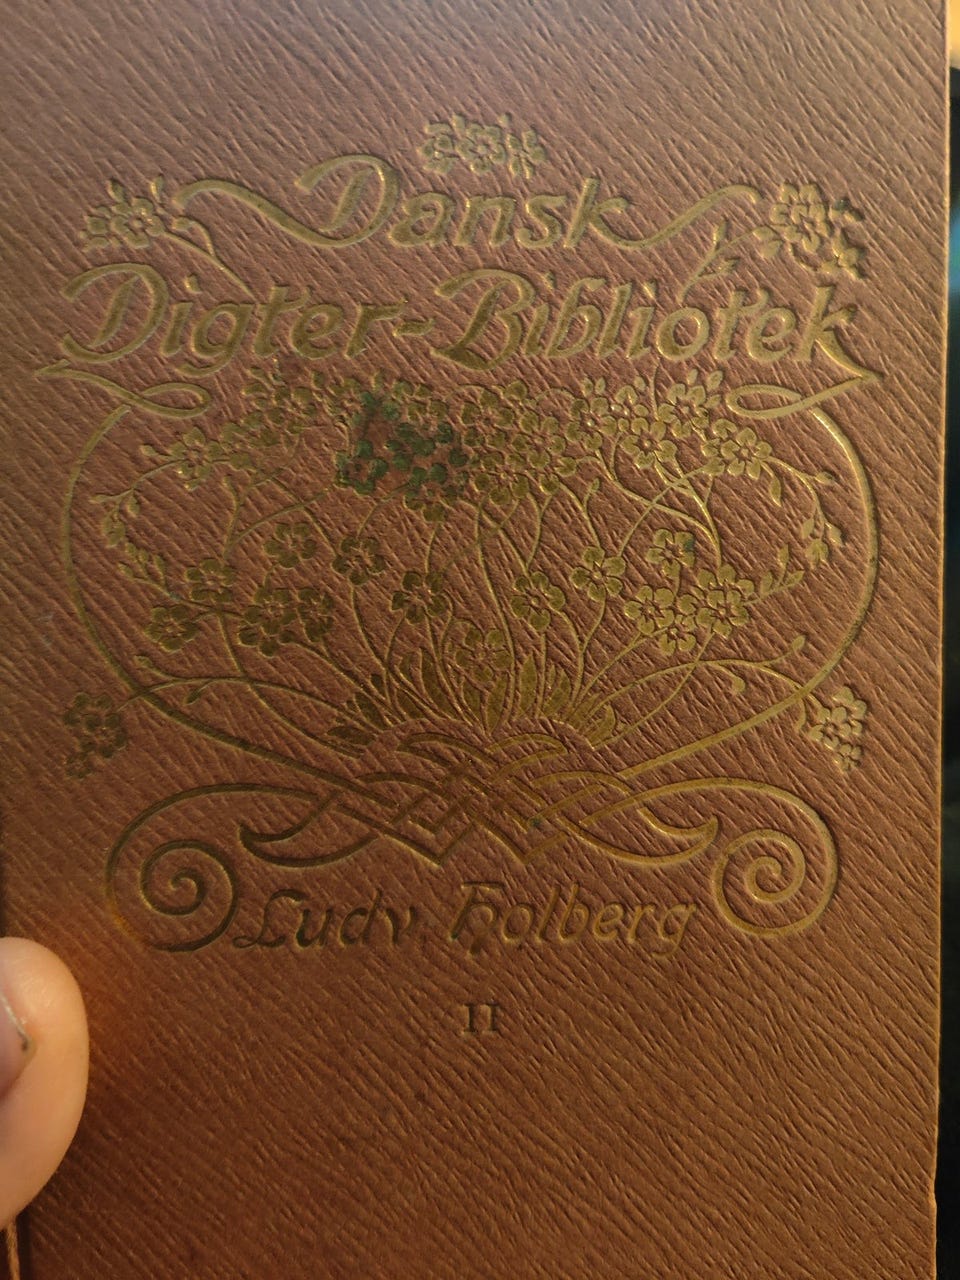 Dansk
Digter-Bibliotek
Ludv. Holberg
II